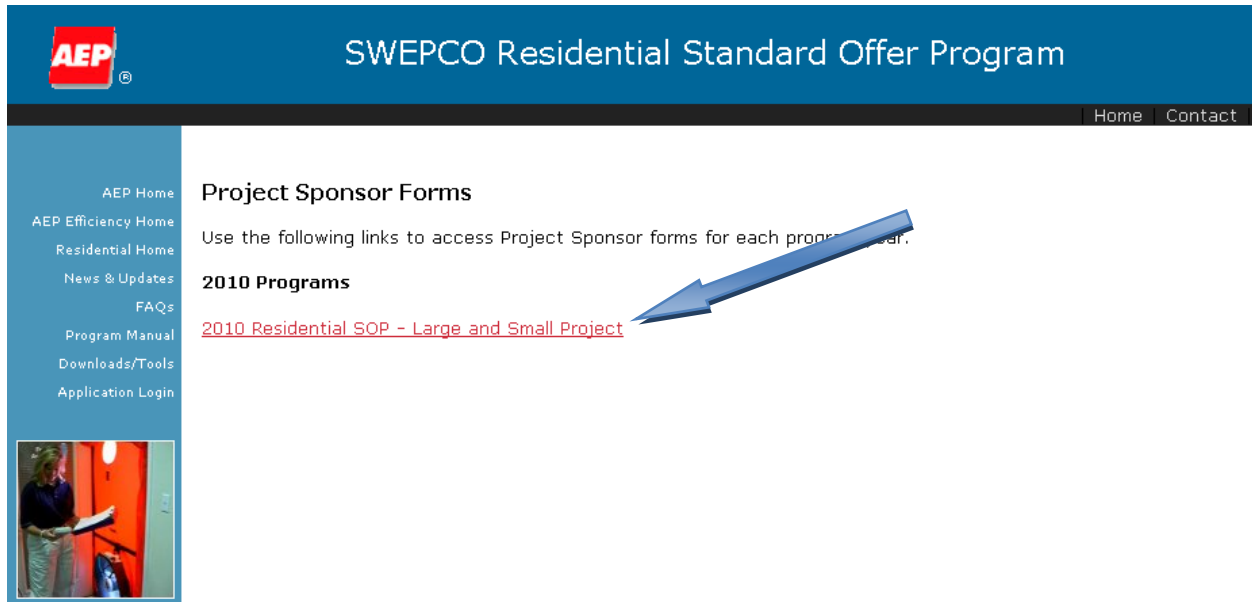 AEP ®
SWEPCO Residential Standard Offer Program
| Home | Contact |
AEP Home
AEP Efficiency Home
Residential Home
News & Updates
FAQs
Program Manual
Downloads/Tools
Application Login
Project Sponsor Forms
Use the following links to access Project Sponsor forms for each program year.
2010 Programs
2010 Residential SOP – Large and Small Project